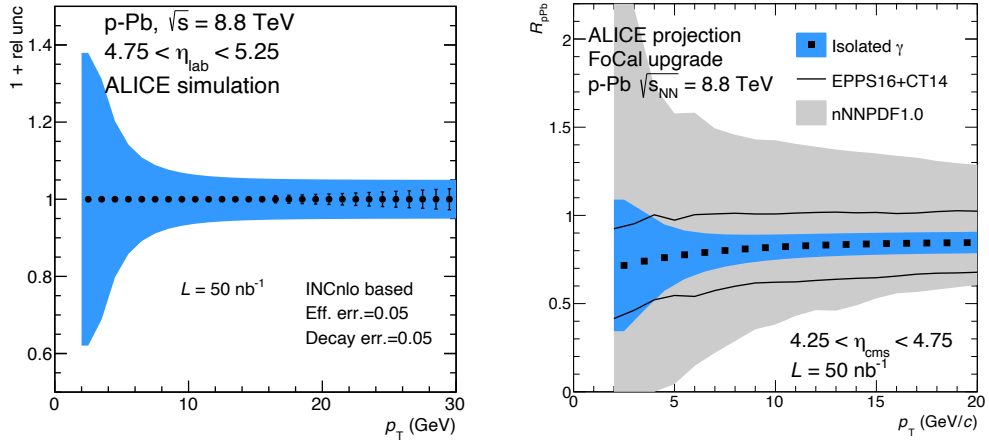 1 + rel unc
1.4
1.2
1
0.8
0.6
p-Pb, √s = 8.8 TeV
4.75 < η_lab < 5.25
ALICE simulation
L = 50 nb⁻¹
INCnlo based
Eff. err.=0.05
Decay err.=0.05
0 10 20 30
p_T (GeV)
R_pPb
2
1.5
1
0.5
0
ALICE projection
FoCal upgrade
p-Pb √s_NN = 8.8 TeV
Isolated γ
EPPS16+CT14
nNNPDF1.0
4.25 < η_cms < 4.75
L = 50 nb⁻¹
0 5 10 15 20
p_T (GeV/c)